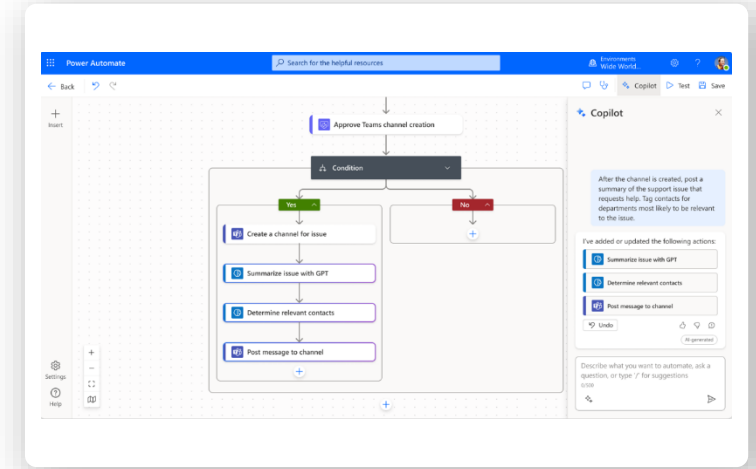 Power Automate
Search for the helpful resources
Environments
Wide World...
?
Back
Copilot
Test
Save
Insert
Approve Teams channel creation
Condition
Yes
No
Create a channel for issue
Summarize issue with GPT
Determine relevant contacts
Post message to channel
Settings
Help
Copilot
After the channel is created, post a
summary of the support issue that
requests help. Tag contacts for
departments most likely to be relevant
to the issue.
I've added or updated the following actions:
Summarize issue with GPT
Determine relevant contacts
Post message to channel
Undo
AI generated
Describe what you want to automate, ask a
question, or type '/' for suggestions
0/500